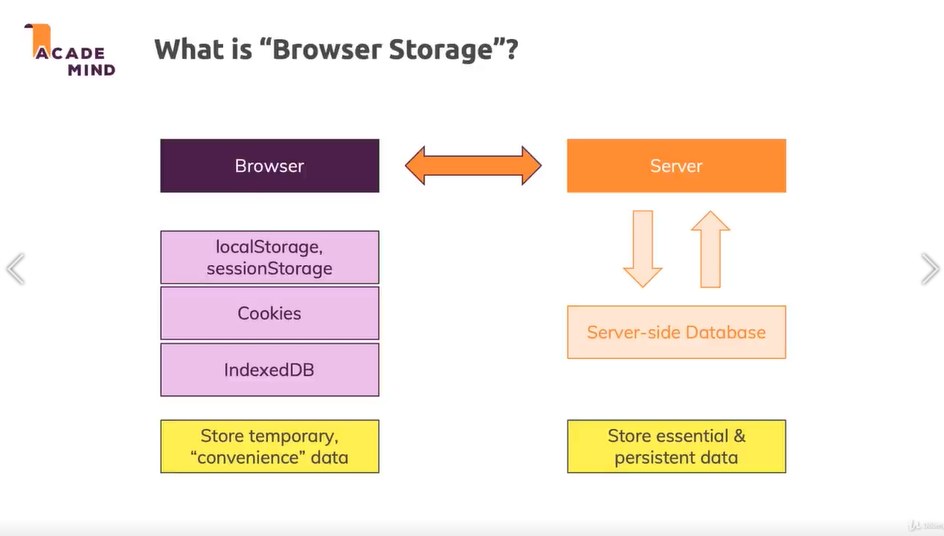 ACADE
MIND
What is “Browser Storage”?
Browser
Server
localStorage,
sessionStorage
Cookies
IndexedDB
Server-side Database
Store temporary,
“convenience” data
Store essential &
persistent data